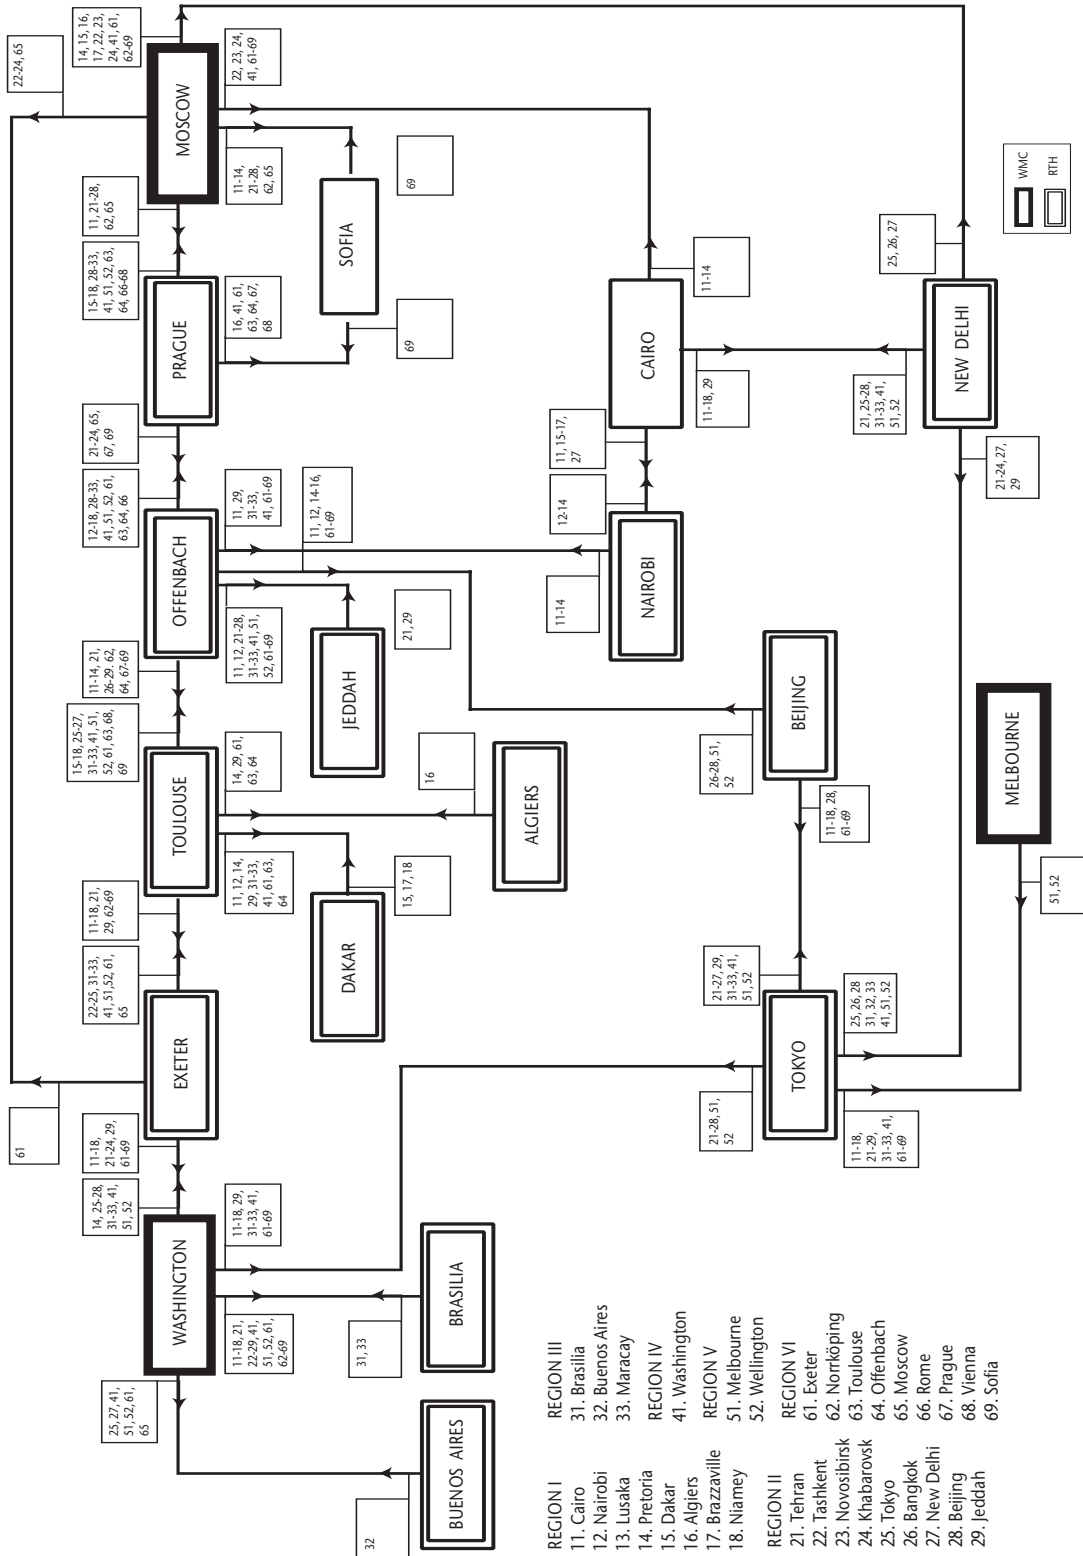 22-24, 65
14, 15, 16,
17, 22, 23,
24, 41, 61,
62-69
MOSCOW
22, 23, 24,
41, 61-69
11-14,
21-28,
62, 65
69
SOFIA
69
11, 21-28,
62, 65
15-18, 28-33,
41, 51, 52, 63,
64, 66-68
PRAGUE
16, 41, 61,
63, 64, 67,
68
21-24, 65,
67, 69
12-18, 28-33,
41, 51, 52, 61,
63, 64, 66
OFFENBACH
11, 29,
31-33,
41, 61-69
11, 12, 14-16,
61-69
11, 12, 21-28,
31-33, 41, 51,
52, 61-69
21, 29
JEDDAH
11-14, 21,
26-29. 62,
64, 67-69
15-18, 25-27,
31-33, 41, 51,
52, 61, 63, 68,
69
TOULOUSE
14, 29, 61,
63, 64
16
ALGIERS
11, 12, 14,
29, 31-33,
41, 61, 63,
64
15, 17, 18
DAKAR
11-18, 21,
29, 62-69
22-25, 31-33,
41, 51,52, 61,
65
EXETER
61
11-18,
21-24, 29,
61-69
14, 25-28,
31-33, 41,
51, 52
WASHINGTON
11-18, 29,
31-33, 41,
61-69
11-18, 21,
22-29, 41,
51, 52, 61,
62-69
31, 33
BRASILIA
25, 27, 41,
51, 52, 61,
65
32
BUENOS AIRES
11-14
CAIRO
11-18, 29
11, 15-17,
27
12-14
NAIROBI
11-14
25, 26, 27
NEW DELHI
21, 25-28,
31-33, 41,
51, 52
21-24, 27,
29
BEIJING
26-28, 51,
52
11-18, 28,
61-69
21-27, 29,
31-33, 41,
51, 52
TOKYO
25, 26, 28
31, 32, 33
41, 51, 52
21-28, 51,
52
11-18,
21-29,
31-33, 41,
61-69
MELBOURNE
51, 52
WMC
RTH
REGION I
11. Cairo
12. Nairobi
13. Lusaka
14. Pretoria
15. Dakar
16. Algiers
17. Brazzaville
18. Niamey
REGION II
21. Tehran
22. Tashkent
23. Novosibirsk
24. Khabarovsk
25. Tokyo
26. Bangkok
27. New Delhi
28. Beijing
29. Jeddah
REGION III
31. Brasilia
32. Buenos Aires
33. Maracay
REGION IV
41. Washington
REGION V
51. Melbourne
52. Wellington
REGION VI
61. Exeter
62. Norrköping
63. Toulouse
64. Offenbach
65. Moscow
66. Rome
67. Prague
68. Vienna
69. Sofia